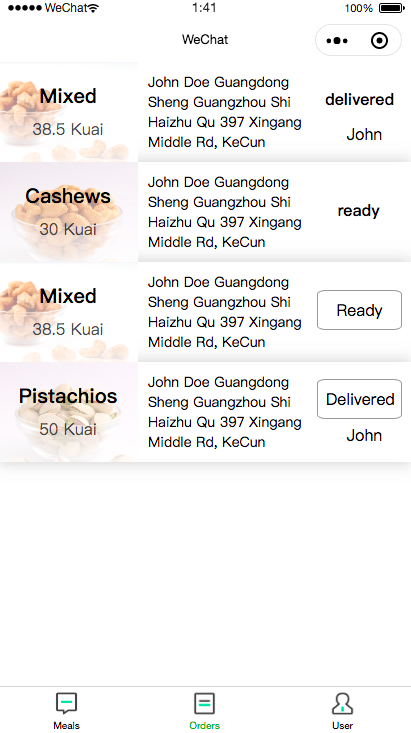 WeChat 1:41 100%
WeChat
Mixed
38.5 Kuai
John Doe Guangdong
Sheng Guangzhou Shi
Haizhu Qu 397 Xingang
Middle Rd, KeCun
delivered
John
Cashews
30 Kuai
John Doe Guangdong
Sheng Guangzhou Shi
Haizhu Qu 397 Xingang
Middle Rd, KeCun
ready
Mixed
38.5 Kuai
John Doe Guangdong
Sheng Guangzhou Shi
Haizhu Qu 397 Xingang
Middle Rd, KeCun
Ready
Pistachios
50 Kuai
John Doe Guangdong
Sheng Guangzhou Shi
Haizhu Qu 397 Xingang
Middle Rd, KeCun
Delivered
John
Meals Orders User